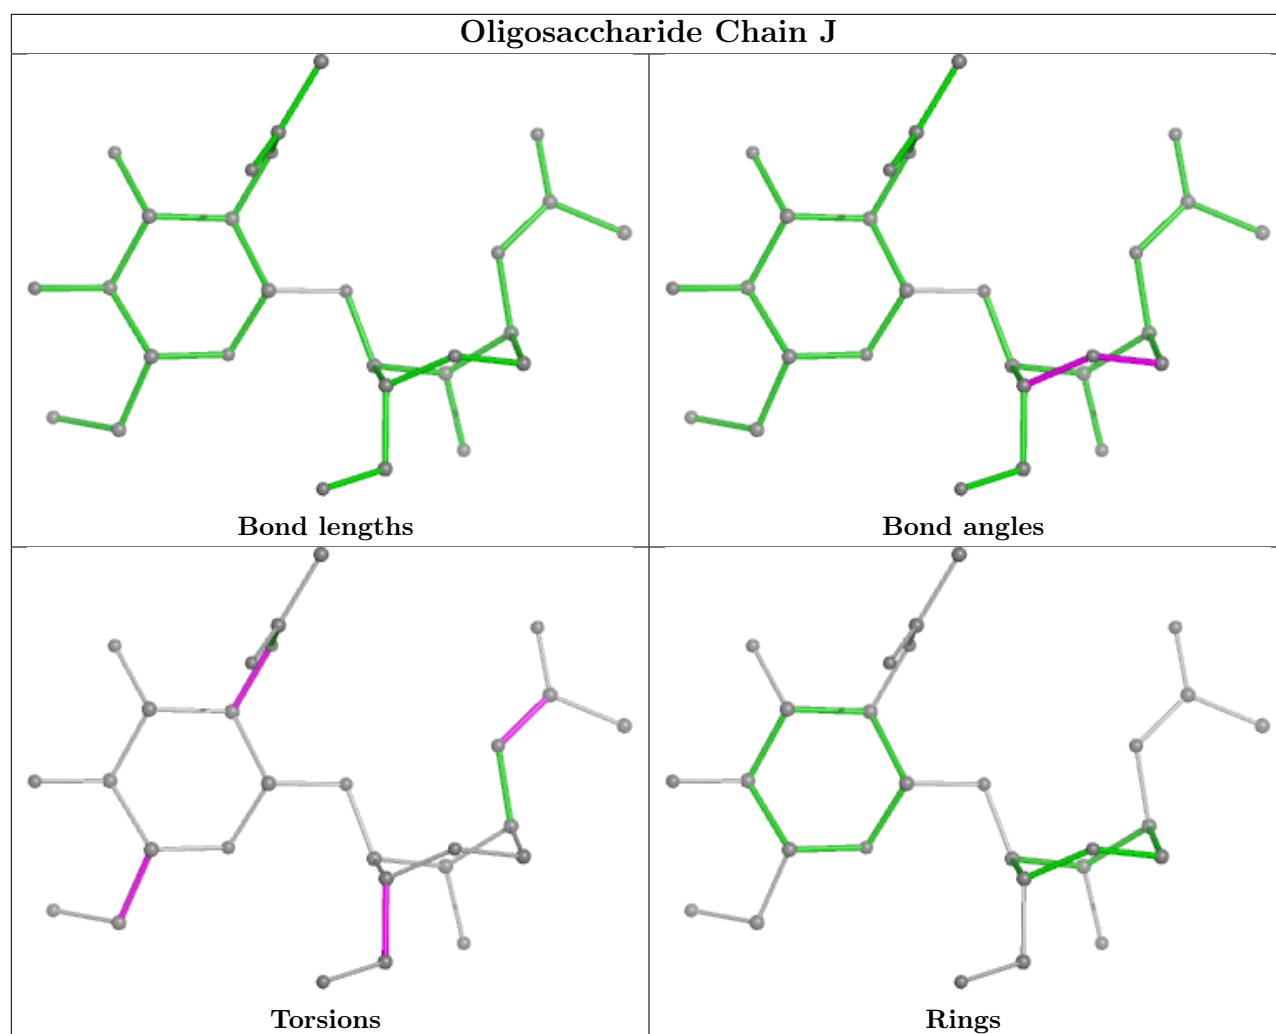 Oligosaccharide Chain J
Bond lengths
Bond angles
Torsions
Rings